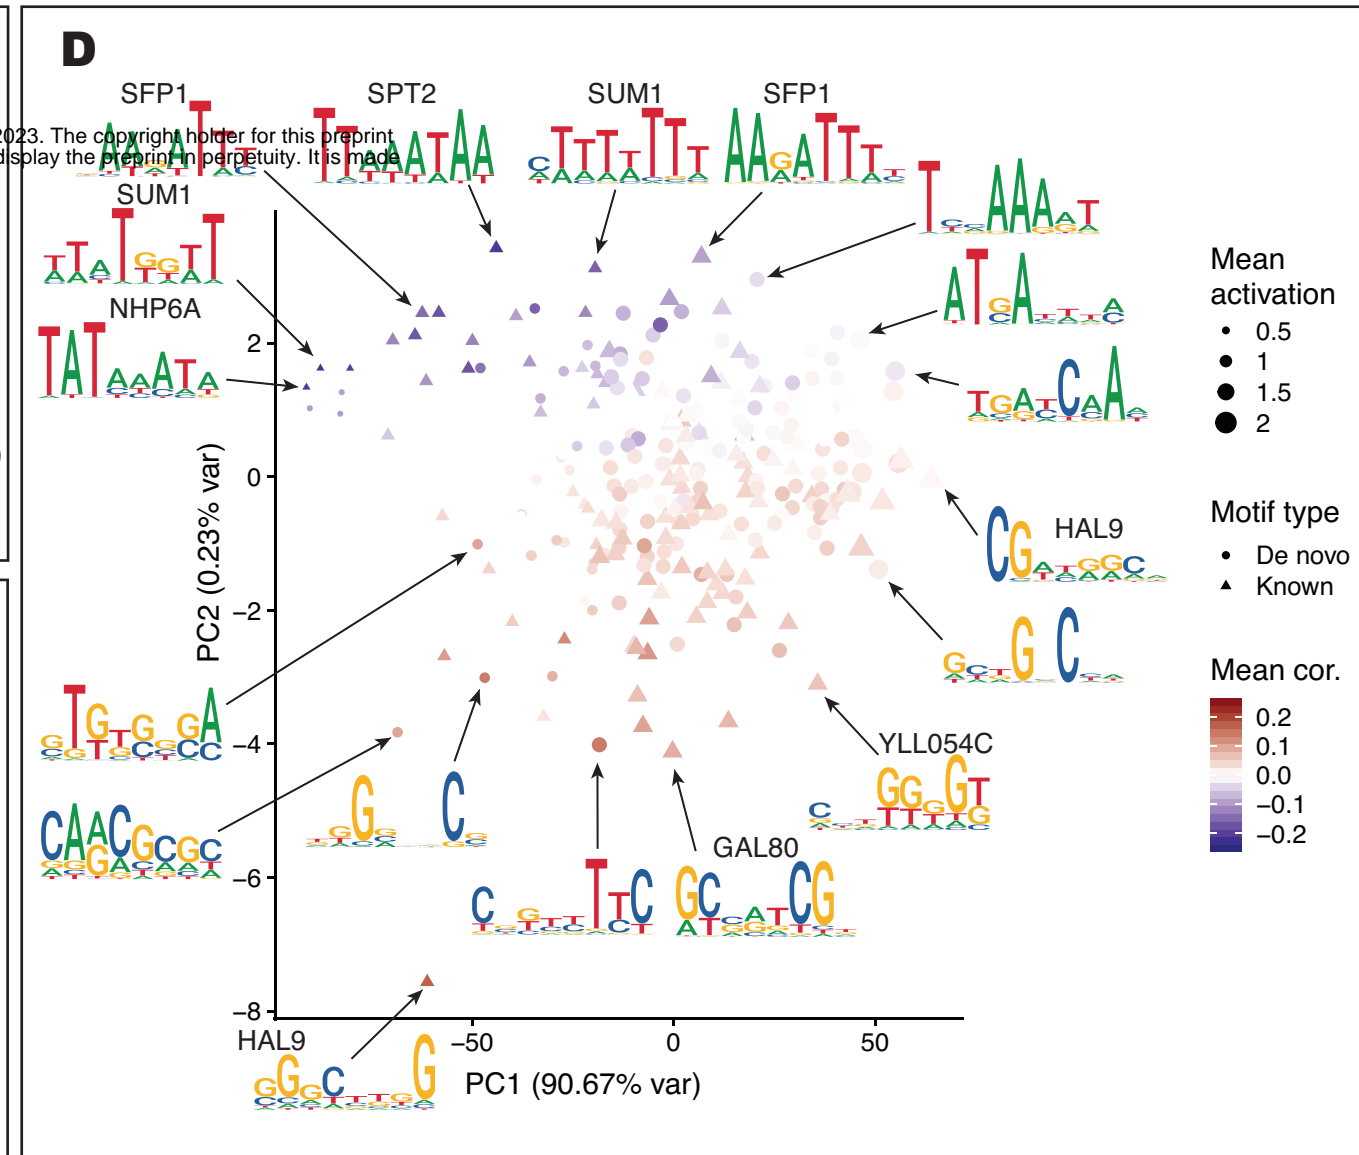 D
SFP1
SPT2
SUM1
SFP1
2023. The copyright holder for this preprint
display the preprint in perpetuity. It is made
SUM1
NHP6A
HAL9
YLL054C
GAL80
HAL9
2
0
−2
−4
−6
−8
PC2 (0.23% var)
−50
0
50
PC1 (90.67% var)
Mean
activation
0.5
1
1.5
2
Motif type
De novo
Known
Mean cor.
0.2
0.1
0.0
−0.1
−0.2